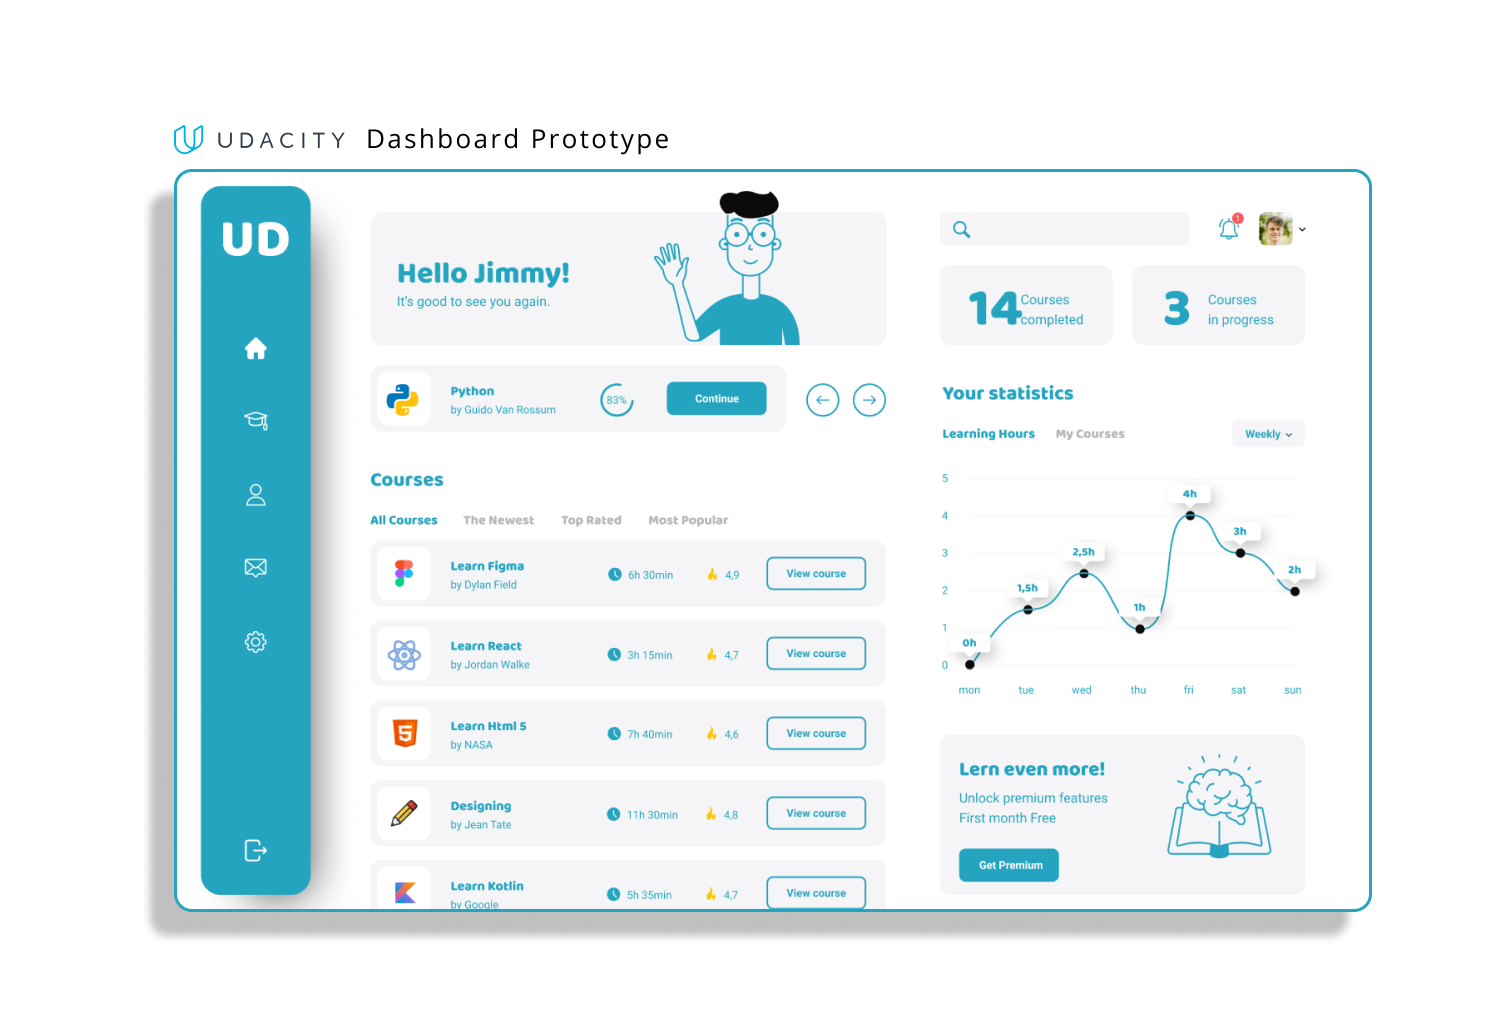 UDACITY Dashboard Prototype
UD
Hello Jimmy!
It's good to see you again.
1
14 Courses completed
3 Courses in progress
Python
by Guido Van Rossum
83%
Continue
Your statistics
Learning Hours My Courses Weekly
Courses
All Courses The Newest Top Rated Most Popular
Learn Figma
by Dylan Field
6h 30min 4,9 View course
Learn React
by Jordan Walke
3h 15min 4,7 View course
Learn Html 5
by NASA
7h 40min 4,6 View course
Designing
by Jean Tate
11h 30min 4,8 View course
Learn Kotlin
by Google
5h 35min 4,7 View course
5
4
3
2
1
0
0h
1,5h
2,5h
1h
4h
3h
2h
mon tue wed thu fri sat sun
Lern even more!
Unlock premium features
First month Free
Get Premium